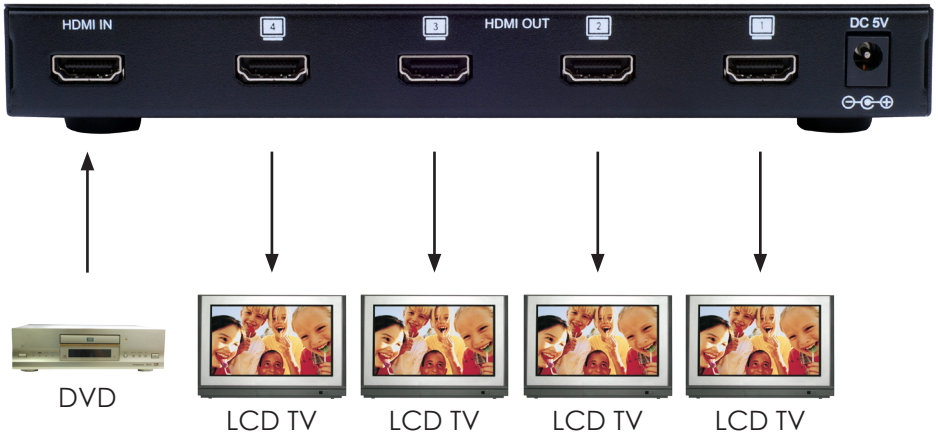 HDMI IN
4
3
HDMI OUT
2
1
DC 5V
DVD
LCD TV
LCD TV
LCD TV
LCD TV